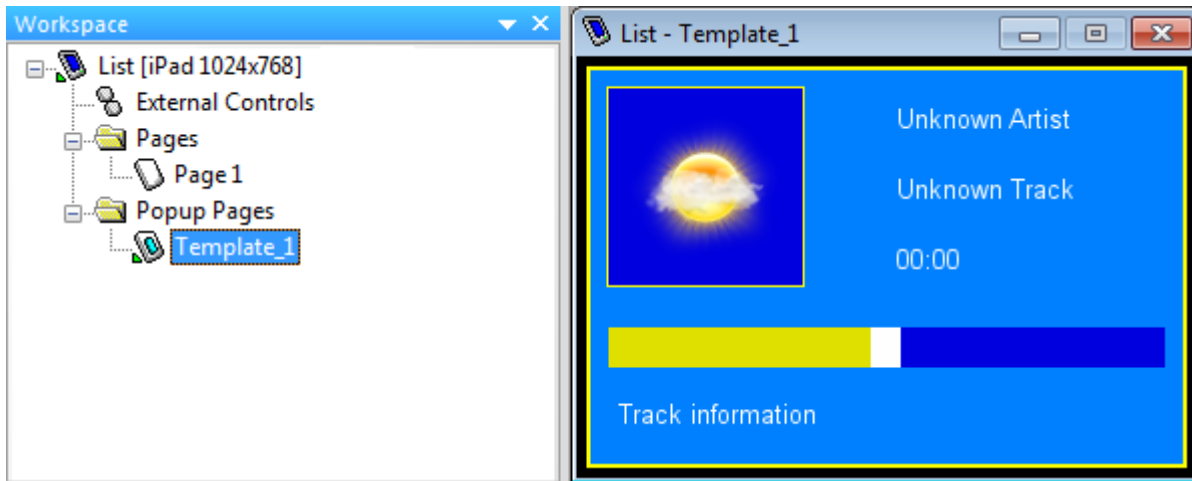 Workspace
List [iPad 1024x768]
External Controls
Pages
Page 1
Popup Pages
Template_1
List - Template_1
Unknown Artist
Unknown Track
00:00
Track information